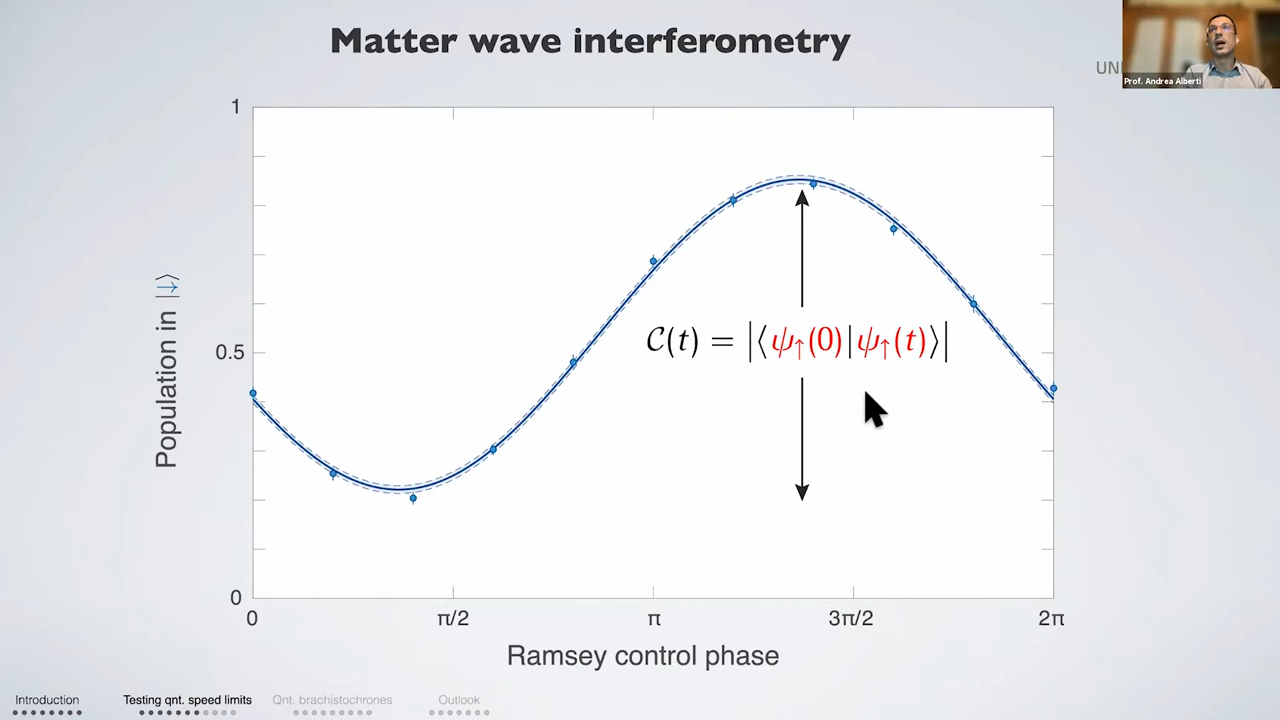 Matter wave interferometry
UNI
Prof. Andrea Alberti
1
0.5
0
Population in |↑⟩
C(t) = |⟨ψ↑(0)|ψ↑(t)⟩|
0 π/2 π 3π/2 2π
Ramsey control phase
Introduction Testing qnt. speed limits Qnt. brachistochrones Outlook